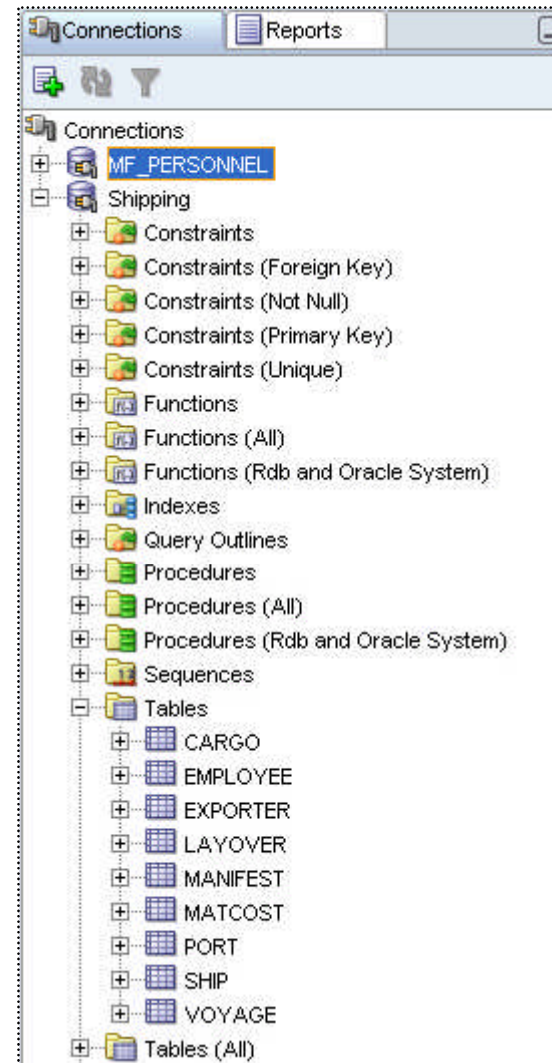 Connections Reports
Connections
MF_PERSONNEL
Shipping
Constraints
Constraints (Foreign Key)
Constraints (Not Null)
Constraints (Primary Key)
Constraints (Unique)
Functions
Functions (All)
Functions (Rdb and Oracle System)
Indexes
Query Outlines
Procedures
Procedures (All)
Procedures (Rdb and Oracle System)
Sequences
Tables
CARGO
EMPLOYEE
EXPORTER
LAYOVER
MANIFEST
MATCOST
PORT
SHIP
VOYAGE
Tables (All)